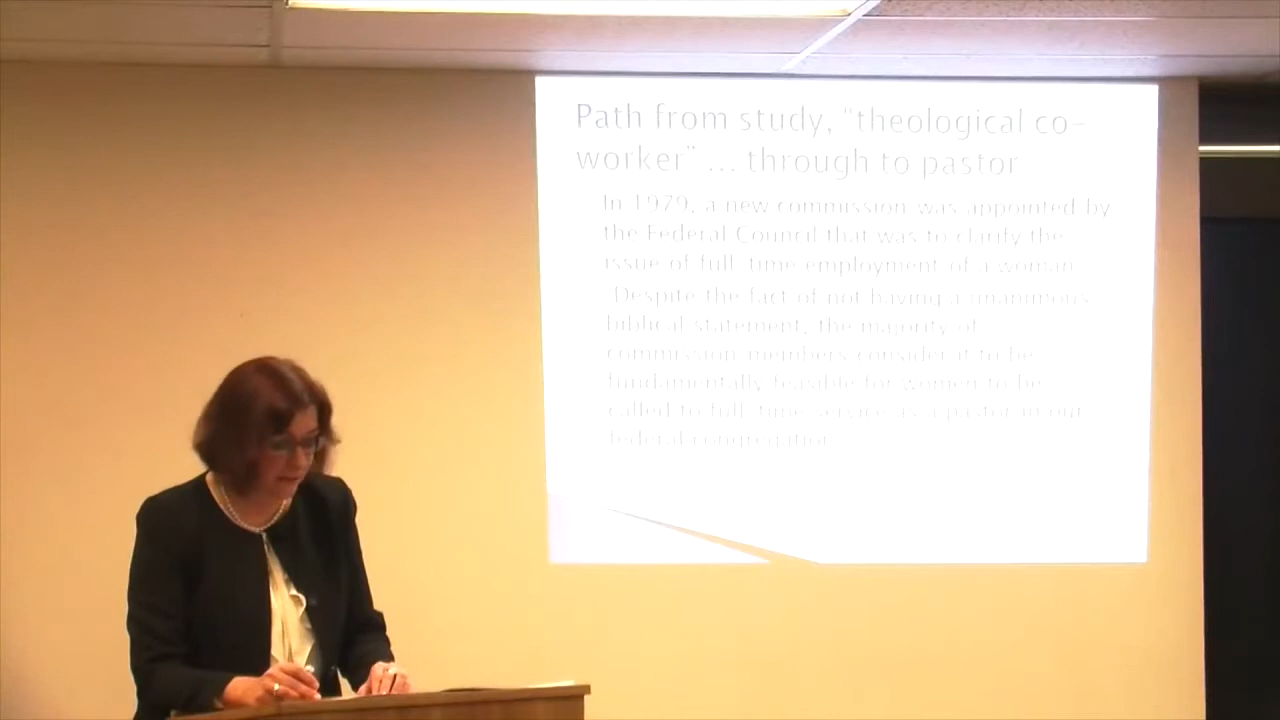 Path from study, "theological co-
worker" ... through to pastor
In 1979, a new commission was appointed by
the Federal Council that was to clarify the
issue of full-time employment of a woman.
"Despite the fact of not having a unanimous
biblical statement, the majority of
commission members consider it to be
fundamentally feasible for women to be
called to full-time service as a pastor in our
federal congregation